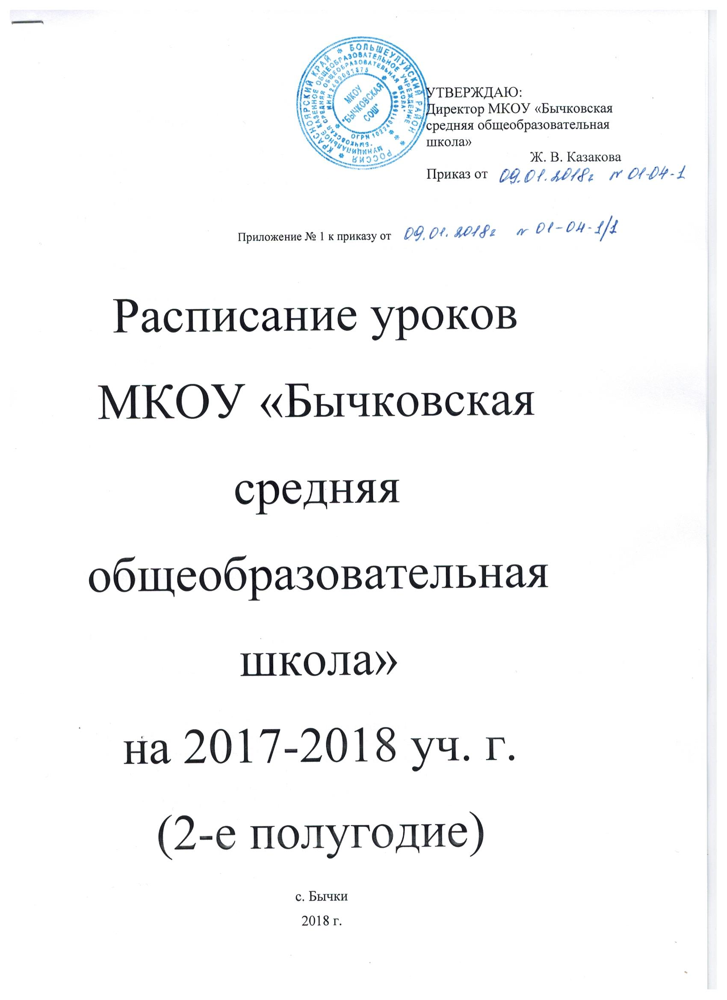 РОССИЯ * КРАСНОЯРСКИЙ КРАЙ * БОЛЬШЕУЛУЙСКИЙ РАЙОН *
МУНИЦИПАЛЬНОЕ КАЗЕННОЕ ОБЩЕОБРАЗОВАТЕЛЬНОЕ УЧРЕЖДЕНИЕ *
"БЫЧКОВСКАЯ СРЕДНЯЯ ОБЩЕОБРАЗОВАТЕЛЬНАЯ ШКОЛА" *
ИНН 2409001875
ОГРН
МКОУ
"БЫЧКОВСКАЯ
СОШ"
УТВЕРЖДАЮ:
Директор МКОУ «Бычковская
средняя общеобразовательная
школа»
Ж. В. Казакова
Приказ от 09.01.2018г № 01-04-1
Приложение № 1 к приказу от 09.01.2018г № 01-04-1/1
Расписание уроков
МКОУ «Бычковская
средняя
общеобразовательная
школа»
на 2017-2018 уч. г.
(2-е полугодие)
с. Бычки
2018 г.